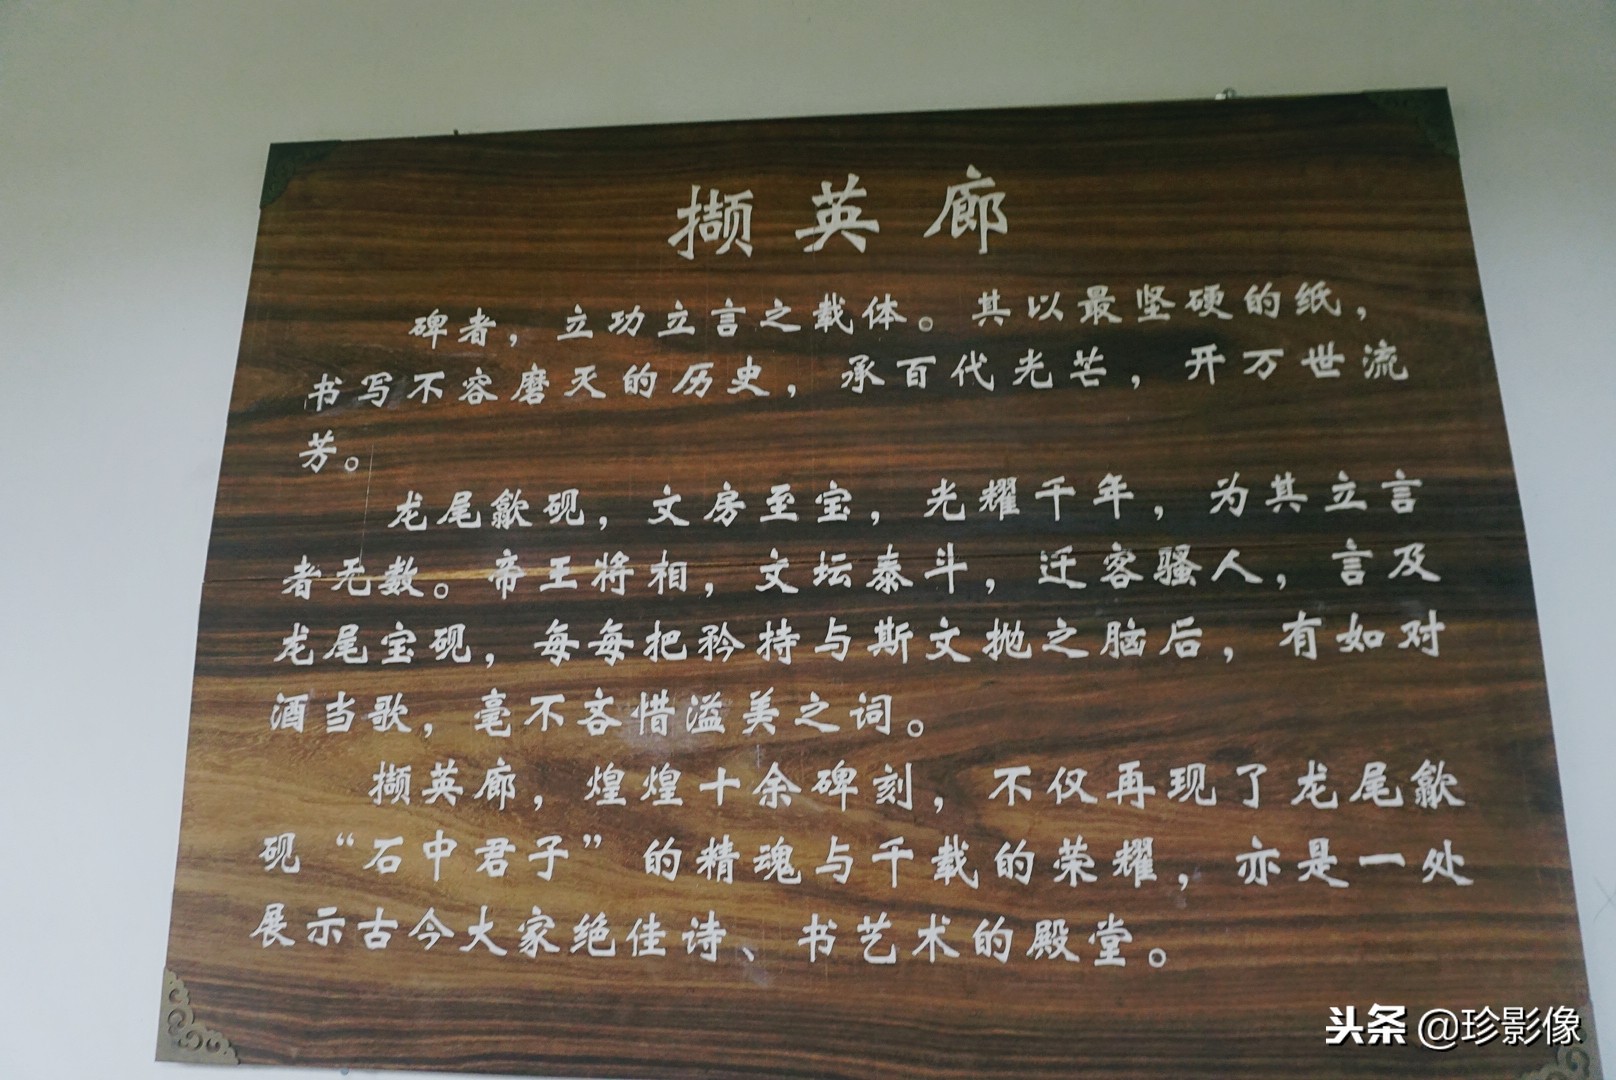 撷英廊
碑者，立功立言之载体。其以最坚硬的纸，
书写不容磨灭的历史，承百代光芒，开万世流
芳。
龙尾歙砚，文房至宝，光耀千年，为其立言
者无数。帝王将相，文坛泰斗，迁客骚人，言及
龙尾宝砚，每每把矜持与斯文抛之脑后，有如对
酒当歌，毫不吝惜溢美之词。
撷英廊，煌煌十余碑刻，不仅再现了龙尾歙
砚“石中君子”的精魂与千载的荣耀，亦是一处
展示古今大家绝佳诗、书艺术的殿堂。
头条 @珍影像